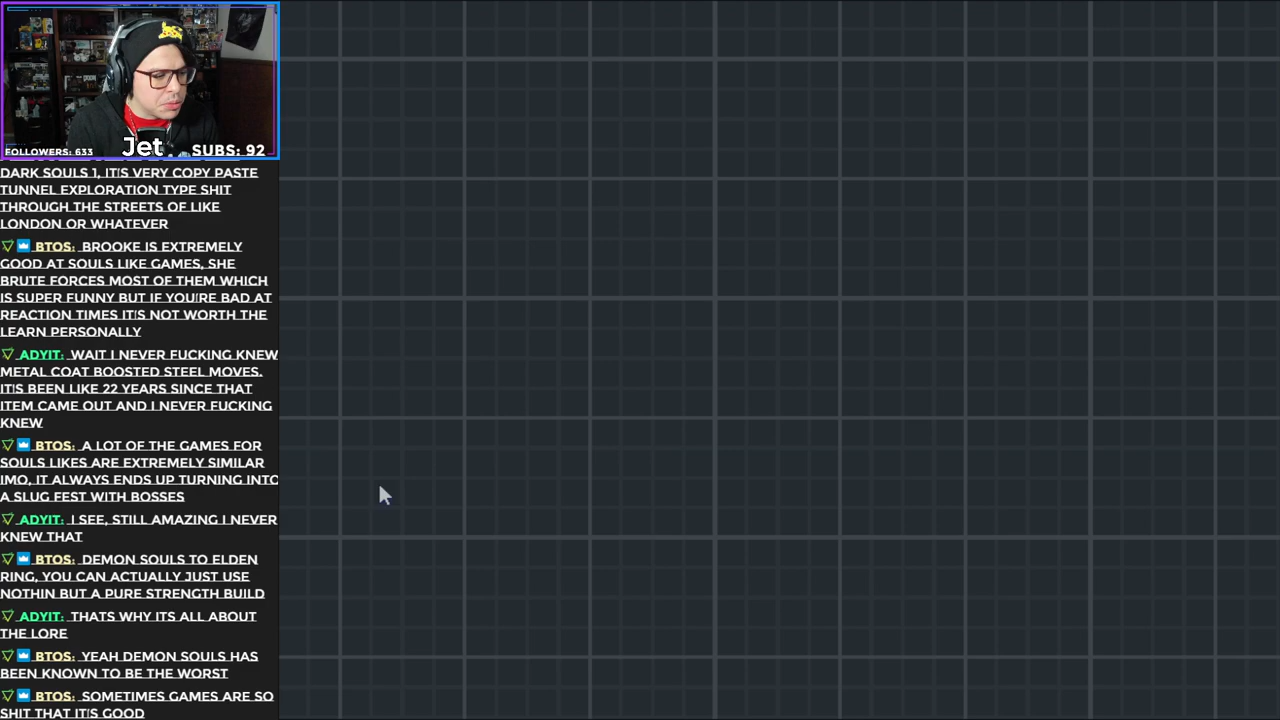 FOLLOWERS: 633
Jet
SUBS: 92
DARK SOULS 1, IT'S VERY COPY PASTE
TUNNEL EXPLORATION TYPE SHIT
THROUGH THE STREETS OF LIKE
LONDON OR WHATEVER
BTOS: BROOKE IS EXTREMELY
GOOD AT SOULS LIKE GAMES, SHE
BRUTE FORCES MOST OF THEM WHICH
IS SUPER FUNNY BUT IF YOU'RE BAD AT
REACTION TIMES IT'S NOT WORTH THE
LEARN PERSONALLY
ADYIT: WAIT I NEVER FUCKING KNEW
METAL COAT BOOSTED STEEL MOVES.
IT'S BEEN LIKE 22 YEARS SINCE THAT
ITEM CAME OUT AND I NEVER FUCKING
KNEW
BTOS: A LOT OF THE GAMES FOR
SOULS LIKES ARE EXTREMELY SIMILAR
IMO, IT ALWAYS ENDS UP TURNING INTO
A SLUG FEST WITH BOSSES
ADYIT: I SEE, STILL AMAZING I NEVER
KNEW THAT
BTOS: DEMON SOULS TO ELDEN
RING, YOU CAN ACTUALLY JUST USE
NOTHIN BUT A PURE STRENGTH BUILD
ADYIT: THATS WHY ITS ALL ABOUT
THE LORE
BTOS: YEAH DEMON SOULS HAS
BEEN KNOWN TO BE THE WORST
BTOS: SOMETIMES GAMES ARE SO
SHIT THAT IT'S GOOD